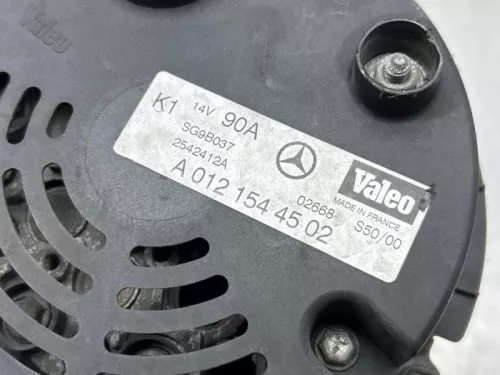 Valeo
K1 14V 90A
SG9B037
2542412A
A 012 154 45 02
Valeo
MADE IN FRANCE
02668 S50/00